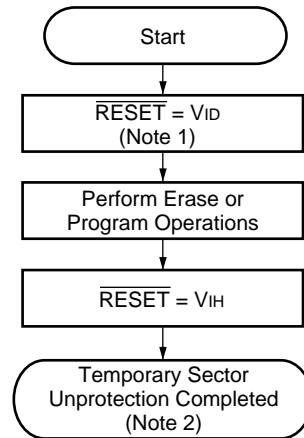 Start
RESET = VID
(Note 1)
Perform Erase or
Program Operations
RESET = VIH
Temporary Sector
Unprotection Completed
(Note 2)